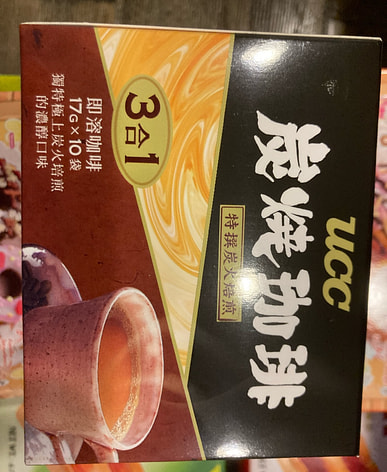 UCC
炭燒珈琲
特撰炭火焙煎
3合1
即溶咖啡
17G×10袋
獨特極上炭火焙煎
的濃醇口味